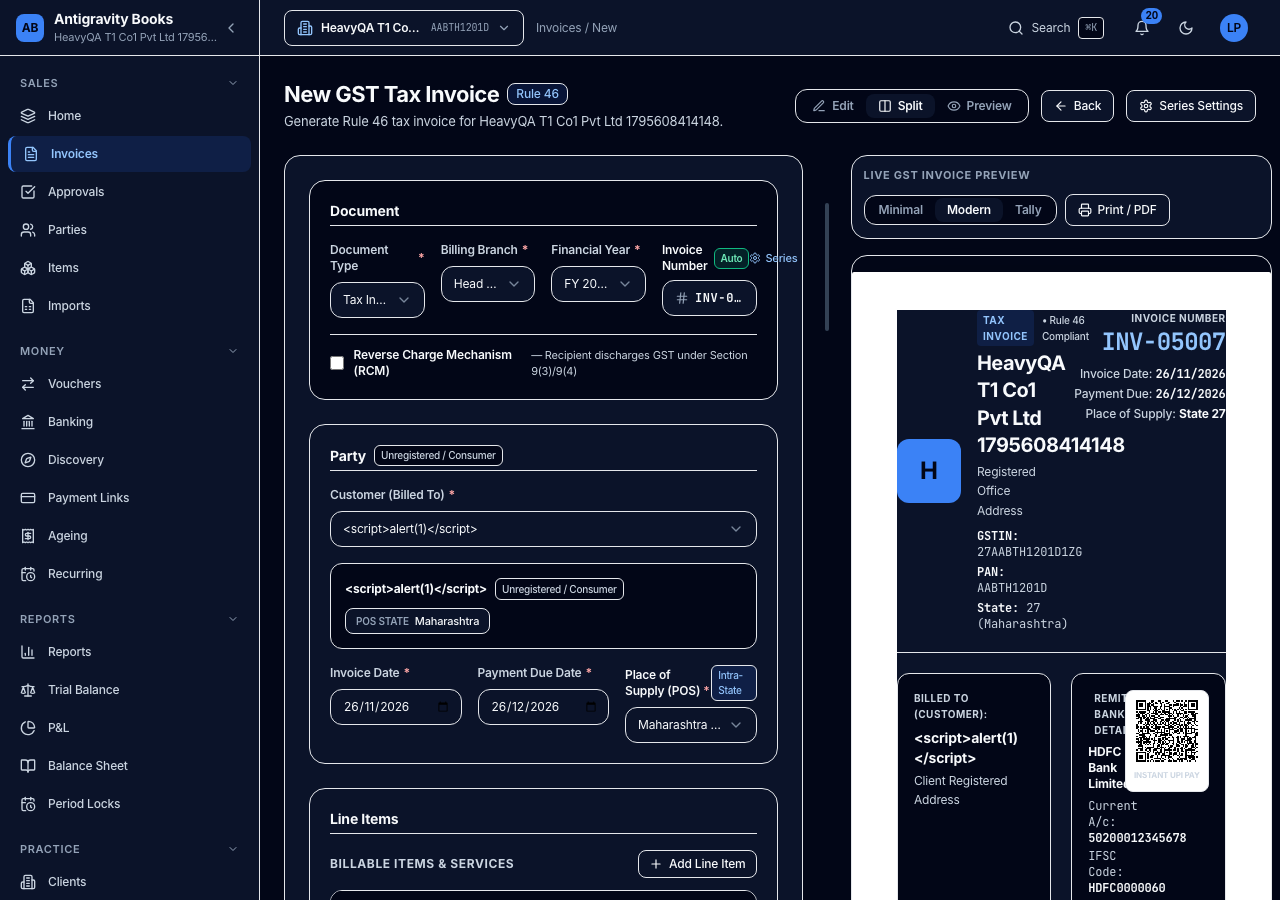 AB
Antigravity Books
HeavyQA T1 Co1 Pvt Ltd 17956...
SALES
Home
Invoices
Approvals
Parties
Items
Imports
MONEY
Vouchers
Banking
Discovery
Payment Links
Ageing
Recurring
REPORTS
Reports
Trial Balance
P&L
Balance Sheet
Period Locks
PRACTICE
Clients
HeavyQA T1 Co... AABTH1201D
Invoices / New
Search ⌘K
20
LP
New GST Tax Invoice Rule 46
Generate Rule 46 tax invoice for HeavyQA T1 Co1 Pvt Ltd 1795608414148.
Edit Split Preview
Back
Series Settings
Document
Document Type *
Tax In...
Billing Branch *
Head ...
Financial Year *
FY 20...
Invoice Number Auto Series
# INV-0...
Reverse Charge Mechanism (RCM)
— Recipient discharges GST under Section 9(3)/9(4)
Party Unregistered / Consumer
Customer (Billed To) *
<script>alert(1)</script>
<script>alert(1)</script> Unregistered / Consumer
POS STATE Maharashtra
Invoice Date *
26/11/2026
Payment Due Date *
26/12/2026
Place of Supply (POS) * Intra-State
Maharashtra ...
Line Items
BILLABLE ITEMS & SERVICES
+ Add Line Item
LIVE GST INVOICE PREVIEW
Minimal Modern Tally
Print / PDF
TAX INVOICE
• Rule 46 Compliant
H
HeavyQA
T1 Co1
Pvt Ltd
1795608414148
Registered
Office
Address
GSTIN:
27AABTH1201D1ZG
PAN:
AABTH1201D
State: 27
(Maharashtra)
INVOICE NUMBER
INV-05007
Invoice Date: 26/11/2026
Payment Due: 26/12/2026
Place of Supply: State 27
BILLED TO
(CUSTOMER):
<script>alert(1)
</script>
Client Registered
Address
BANK
HDFC
Bank
INSTANT UPI PAY
Current
A/c:
50200012345678
IFSC
Code:
HDFC0000060